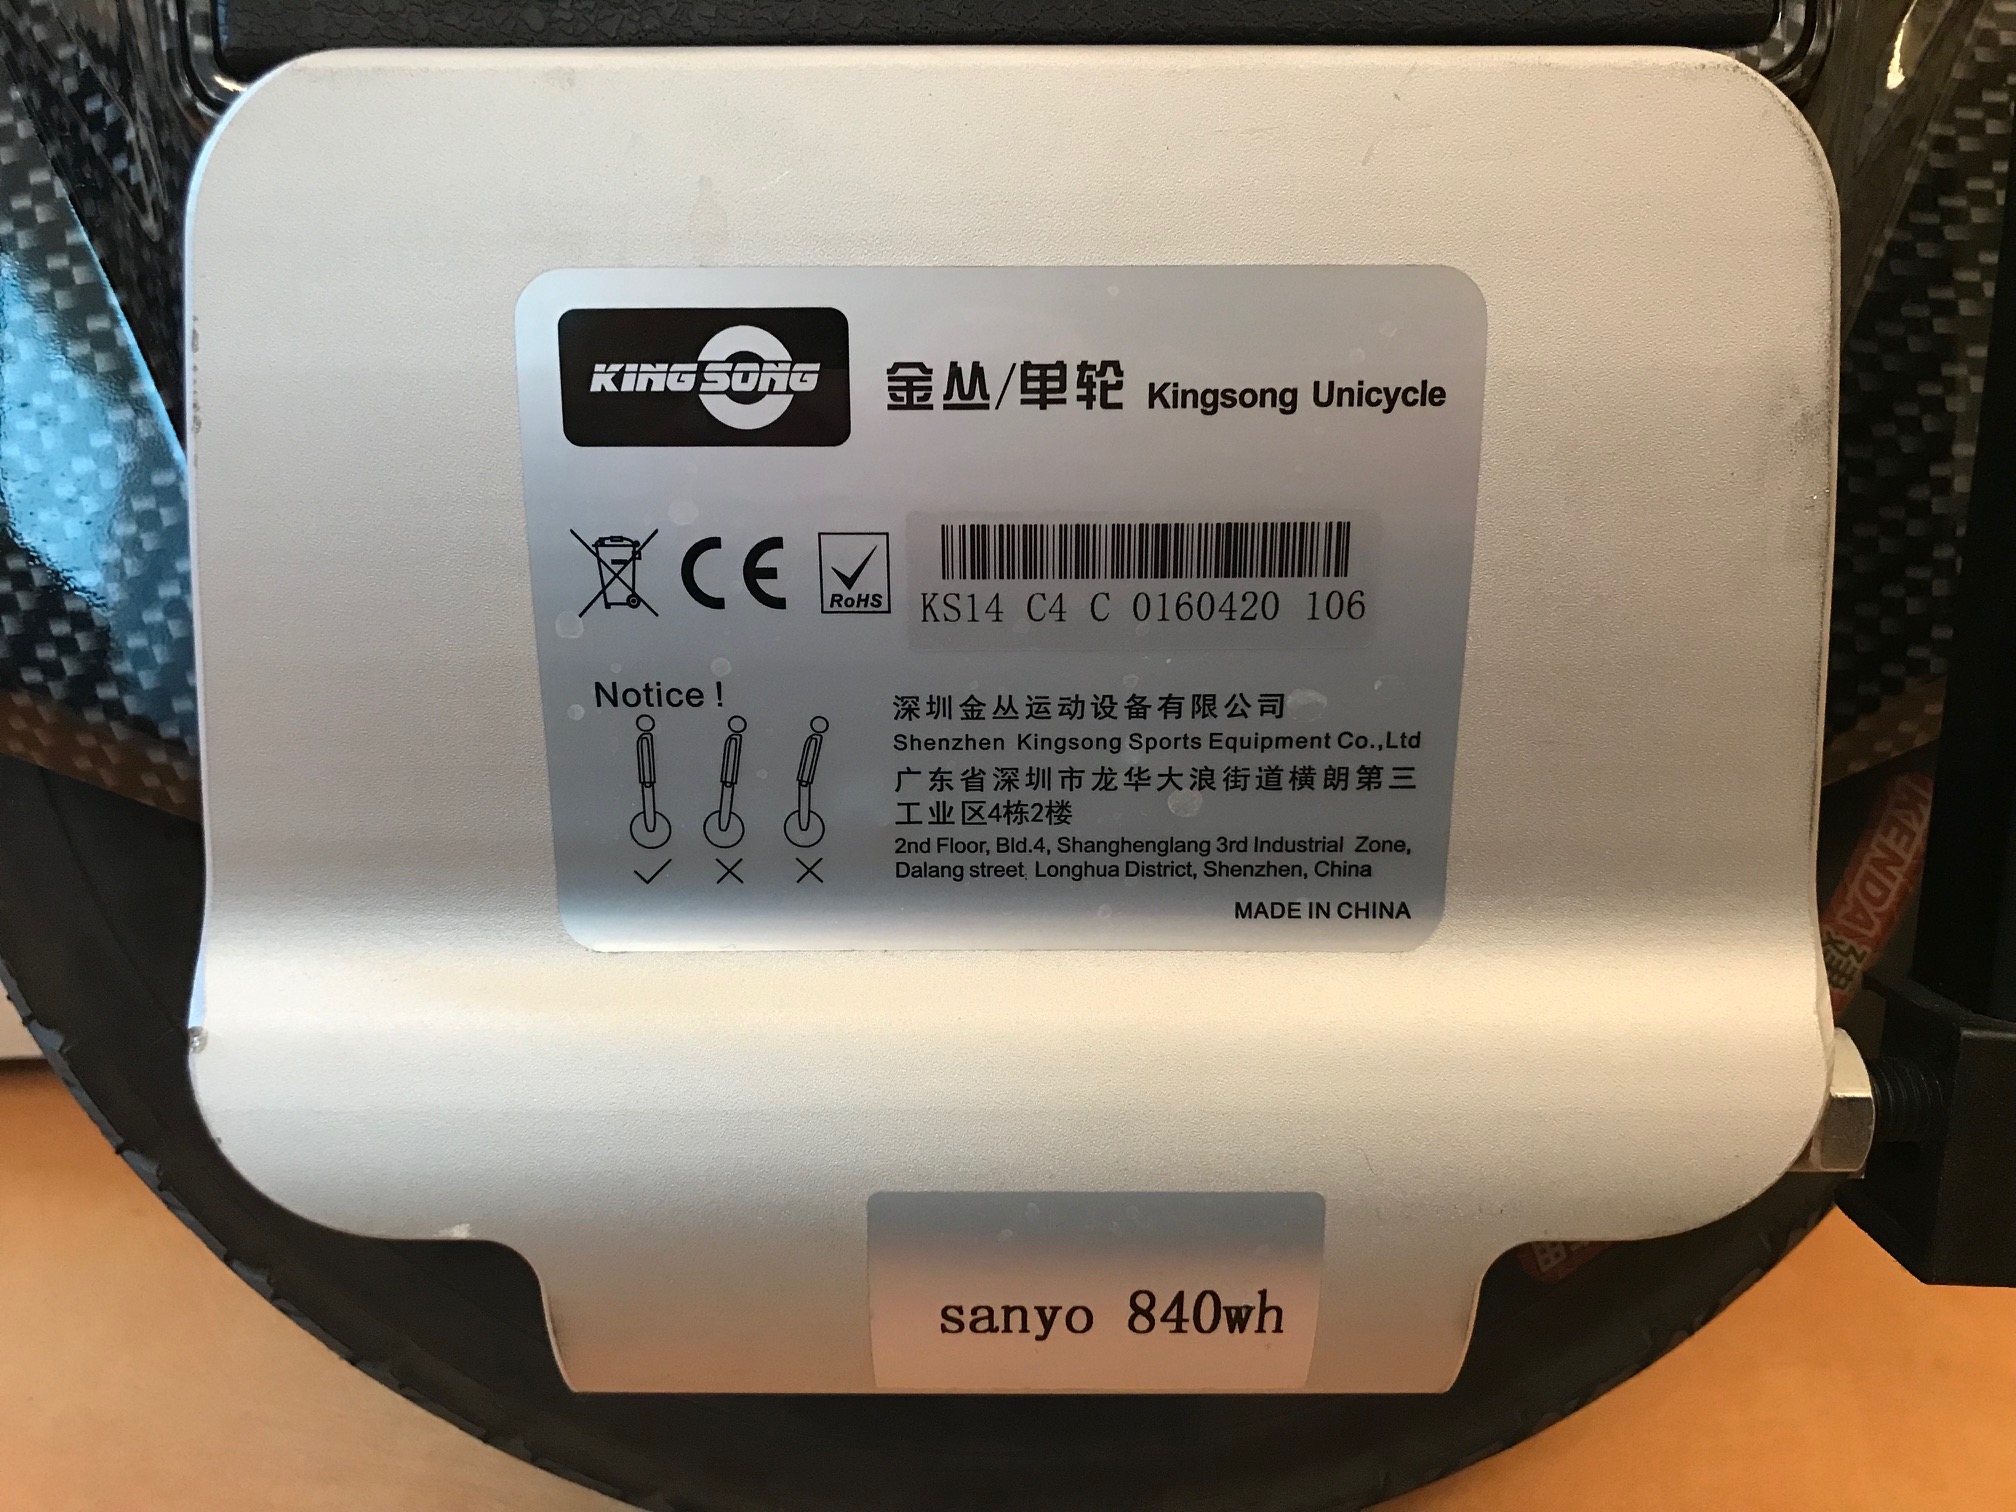 KING SONG
金丛/单轮 Kingsong Unicycle
CE
RoHS
KS14 C4 C 0160420 106
Notice !
深圳金丛运动设备有限公司
Shenzhen Kingsong Sports Equipment Co.,Ltd
广东省深圳市龙华大浪街道横朗第三
工业区4栋2楼
2nd Floor, Bld.4, Shanghenglang 3rd Industrial Zone,
Dalang street, Longhua District, Shenzhen, China
MADE IN CHINA
KENDA
sanyo 840wh